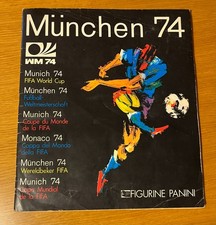 München '74
WM 74
Munich '74
FIFA World Cup
München '74
Fußball
Weltmeisterschaft
Munich '74
Coupe du Monde
de la FIFA
Monaco '74
Coppa del Mondo
della FIFA
München '74
Wereldbeker FIFA
Munich '74
Copa Mundial
de la FIFA
FIGURINE PANINI